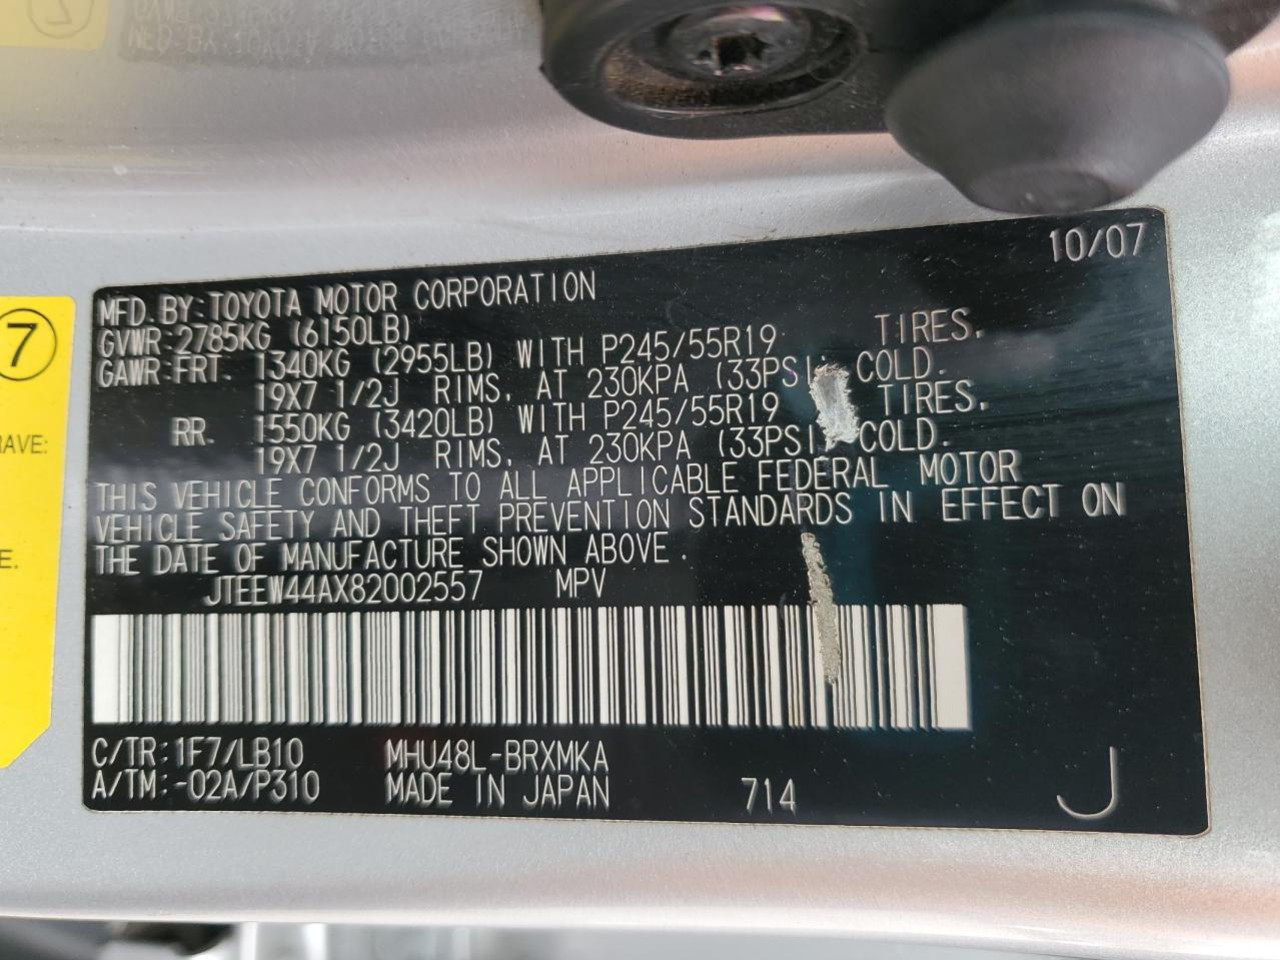 10/07
MFD. BY: TOYOTA MOTOR CORPORATION
GVWR: 2785KG (6150LB)
GAWR: FRT. 1340KG (2955LB) WITH P245/55R19 TIRES,
19X7 1/2J RIMS, AT 230KPA (33PSI) COLD.
RR. 1550KG (3420LB) WITH P245/55R19 TIRES,
19X7 1/2J RIMS, AT 230KPA (33PSI) COLD.
THIS VEHICLE CONFORMS TO ALL APPLICABLE FEDERAL MOTOR
VEHICLE SAFETY AND THEFT PREVENTION STANDARDS IN EFFECT ON
THE DATE OF MANUFACTURE SHOWN ABOVE.
JTEEW44AX82002557 MPV
C/TR: 1F7/LB10 MHU48L-BRXMKA
A/TM: -02A/P310 MADE IN JAPAN 714
J
7
RAVE:
E.